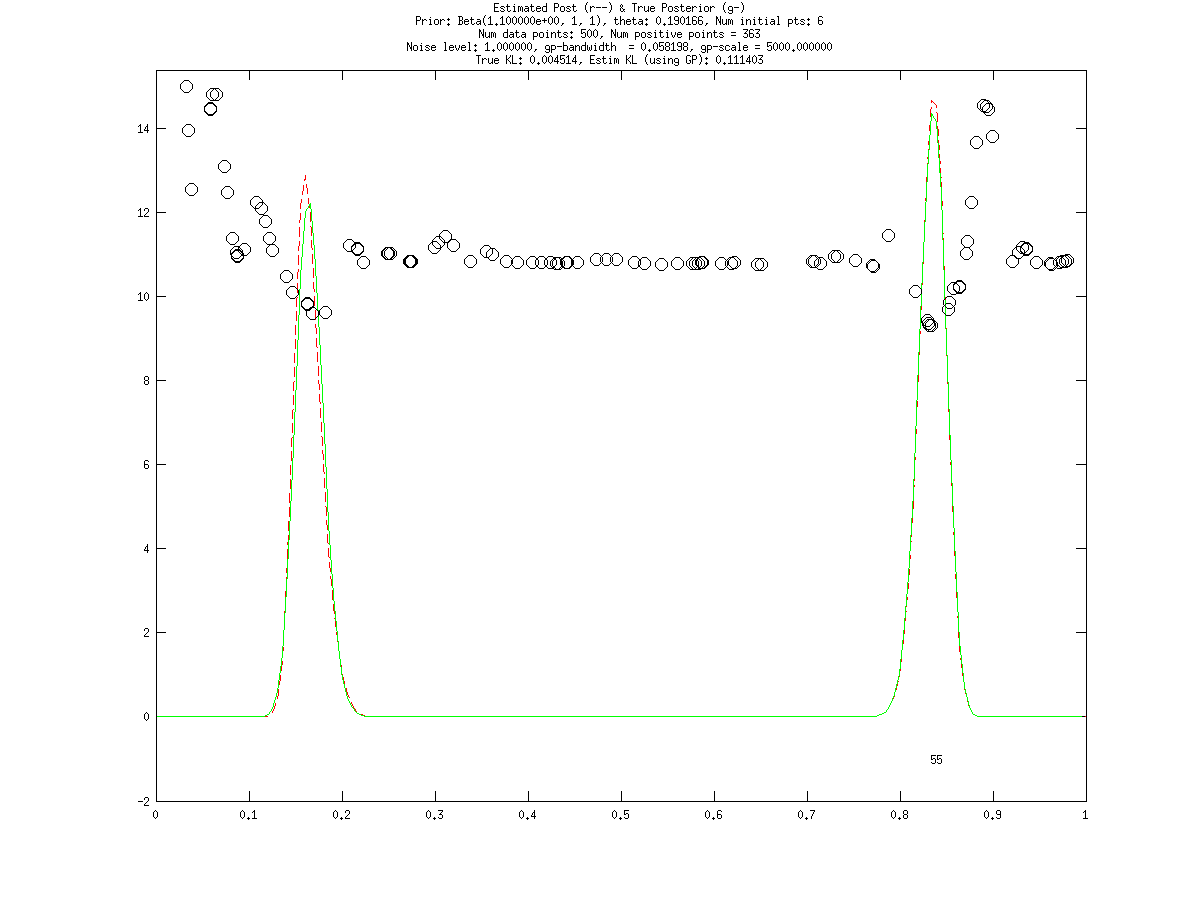 Estimated Post (r--) & True Posterior (g-)
Prior: Beta(1.100000e+00, 1, 1), theta: 0.190166, Num initial pts: 6
Num data points: 500, Num positive points = 363
Noise level: 1.000000, gp-bandwidth  = 0.058198, gp-scale = 5000.000000
True KL: 0.004514, Estim KL (using GP): 0.111403
14
12
10
8
6
4
2
0
55
-2
0 0.1 0.2 0.3 0.4 0.5 0.6 0.7 0.8 0.9 1